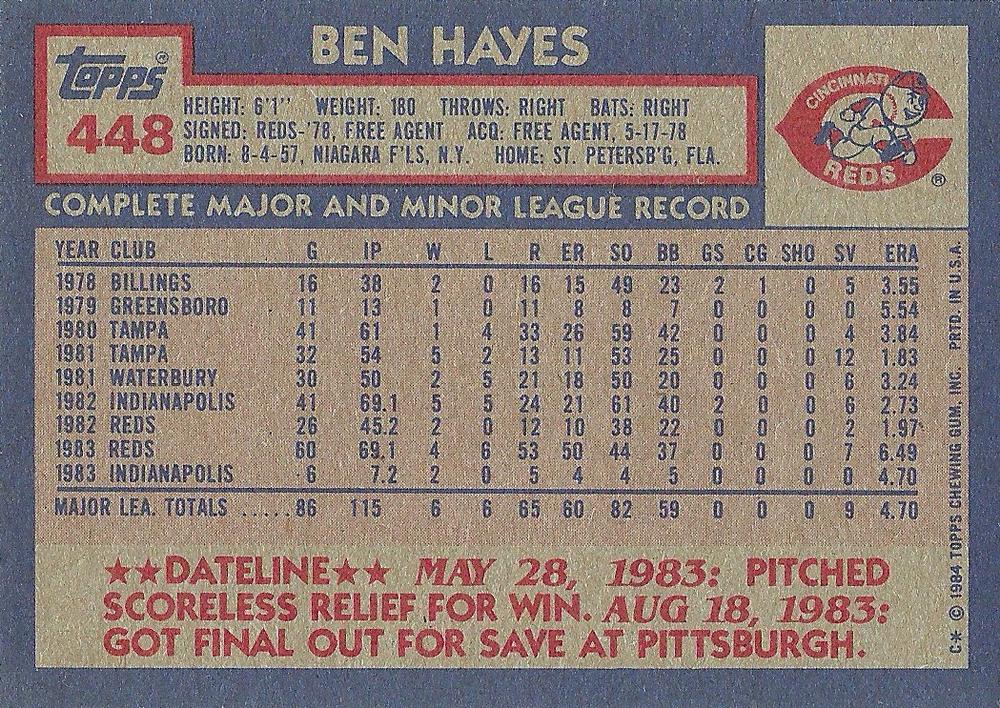 BEN HAYES
Topps®
448
HEIGHT: 6'1" WEIGHT: 180 THROWS: RIGHT BATS: RIGHT
SIGNED: REDS-'78, FREE AGENT ACQ: FREE AGENT, 5-17-78
BORN: 8-4-57, NIAGARA F'LS, N.Y. HOME: ST. PETERSB'G, FLA.
CINCINNATI
REDS
®
COMPLETE MAJOR AND MINOR LEAGUE RECORD
YEAR CLUB G IP W L R ER SO BB GS CG SHO SV ERA
1978 BILLINGS 16 38 2 0 16 15 49 23 2 1 0 5 3.55
1979 GREENSBORO 11 13 1 0 11 8 8 7 0 0 0 0 5.54
1980 TAMPA 41 61 1 4 33 26 59 42 0 0 0 4 3.84
1981 TAMPA 32 54 5 2 13 11 53 25 0 0 0 12 1.83
1981 WATERBURY 30 50 2 5 21 18 50 20 0 0 0 6 3.24
1982 INDIANAPOLIS 41 69.1 5 5 24 21 61 40 2 0 0 6 2.73
1982 REDS 26 45.2 2 0 12 10 38 22 0 0 0 2 1.97
1983 REDS 60 69.1 4 6 53 50 44 37 0 0 0 7 6.49
1983 INDIANAPOLIS 6 7.2 2 0 5 4 4 5 0 0 0 0 4.70
MAJOR LEA. TOTALS ......86 115 6 6 65 60 82 59 0 0 0 9 4.70
★★DATELINE★★ MAY 28, 1983: PITCHED
SCORELESS RELIEF FOR WIN. AUG 18, 1983:
GOT FINAL OUT FOR SAVE AT PITTSBURGH.
C* © 1984 TOPPS CHEWING GUM, INC. PRTD. IN U.S.A.